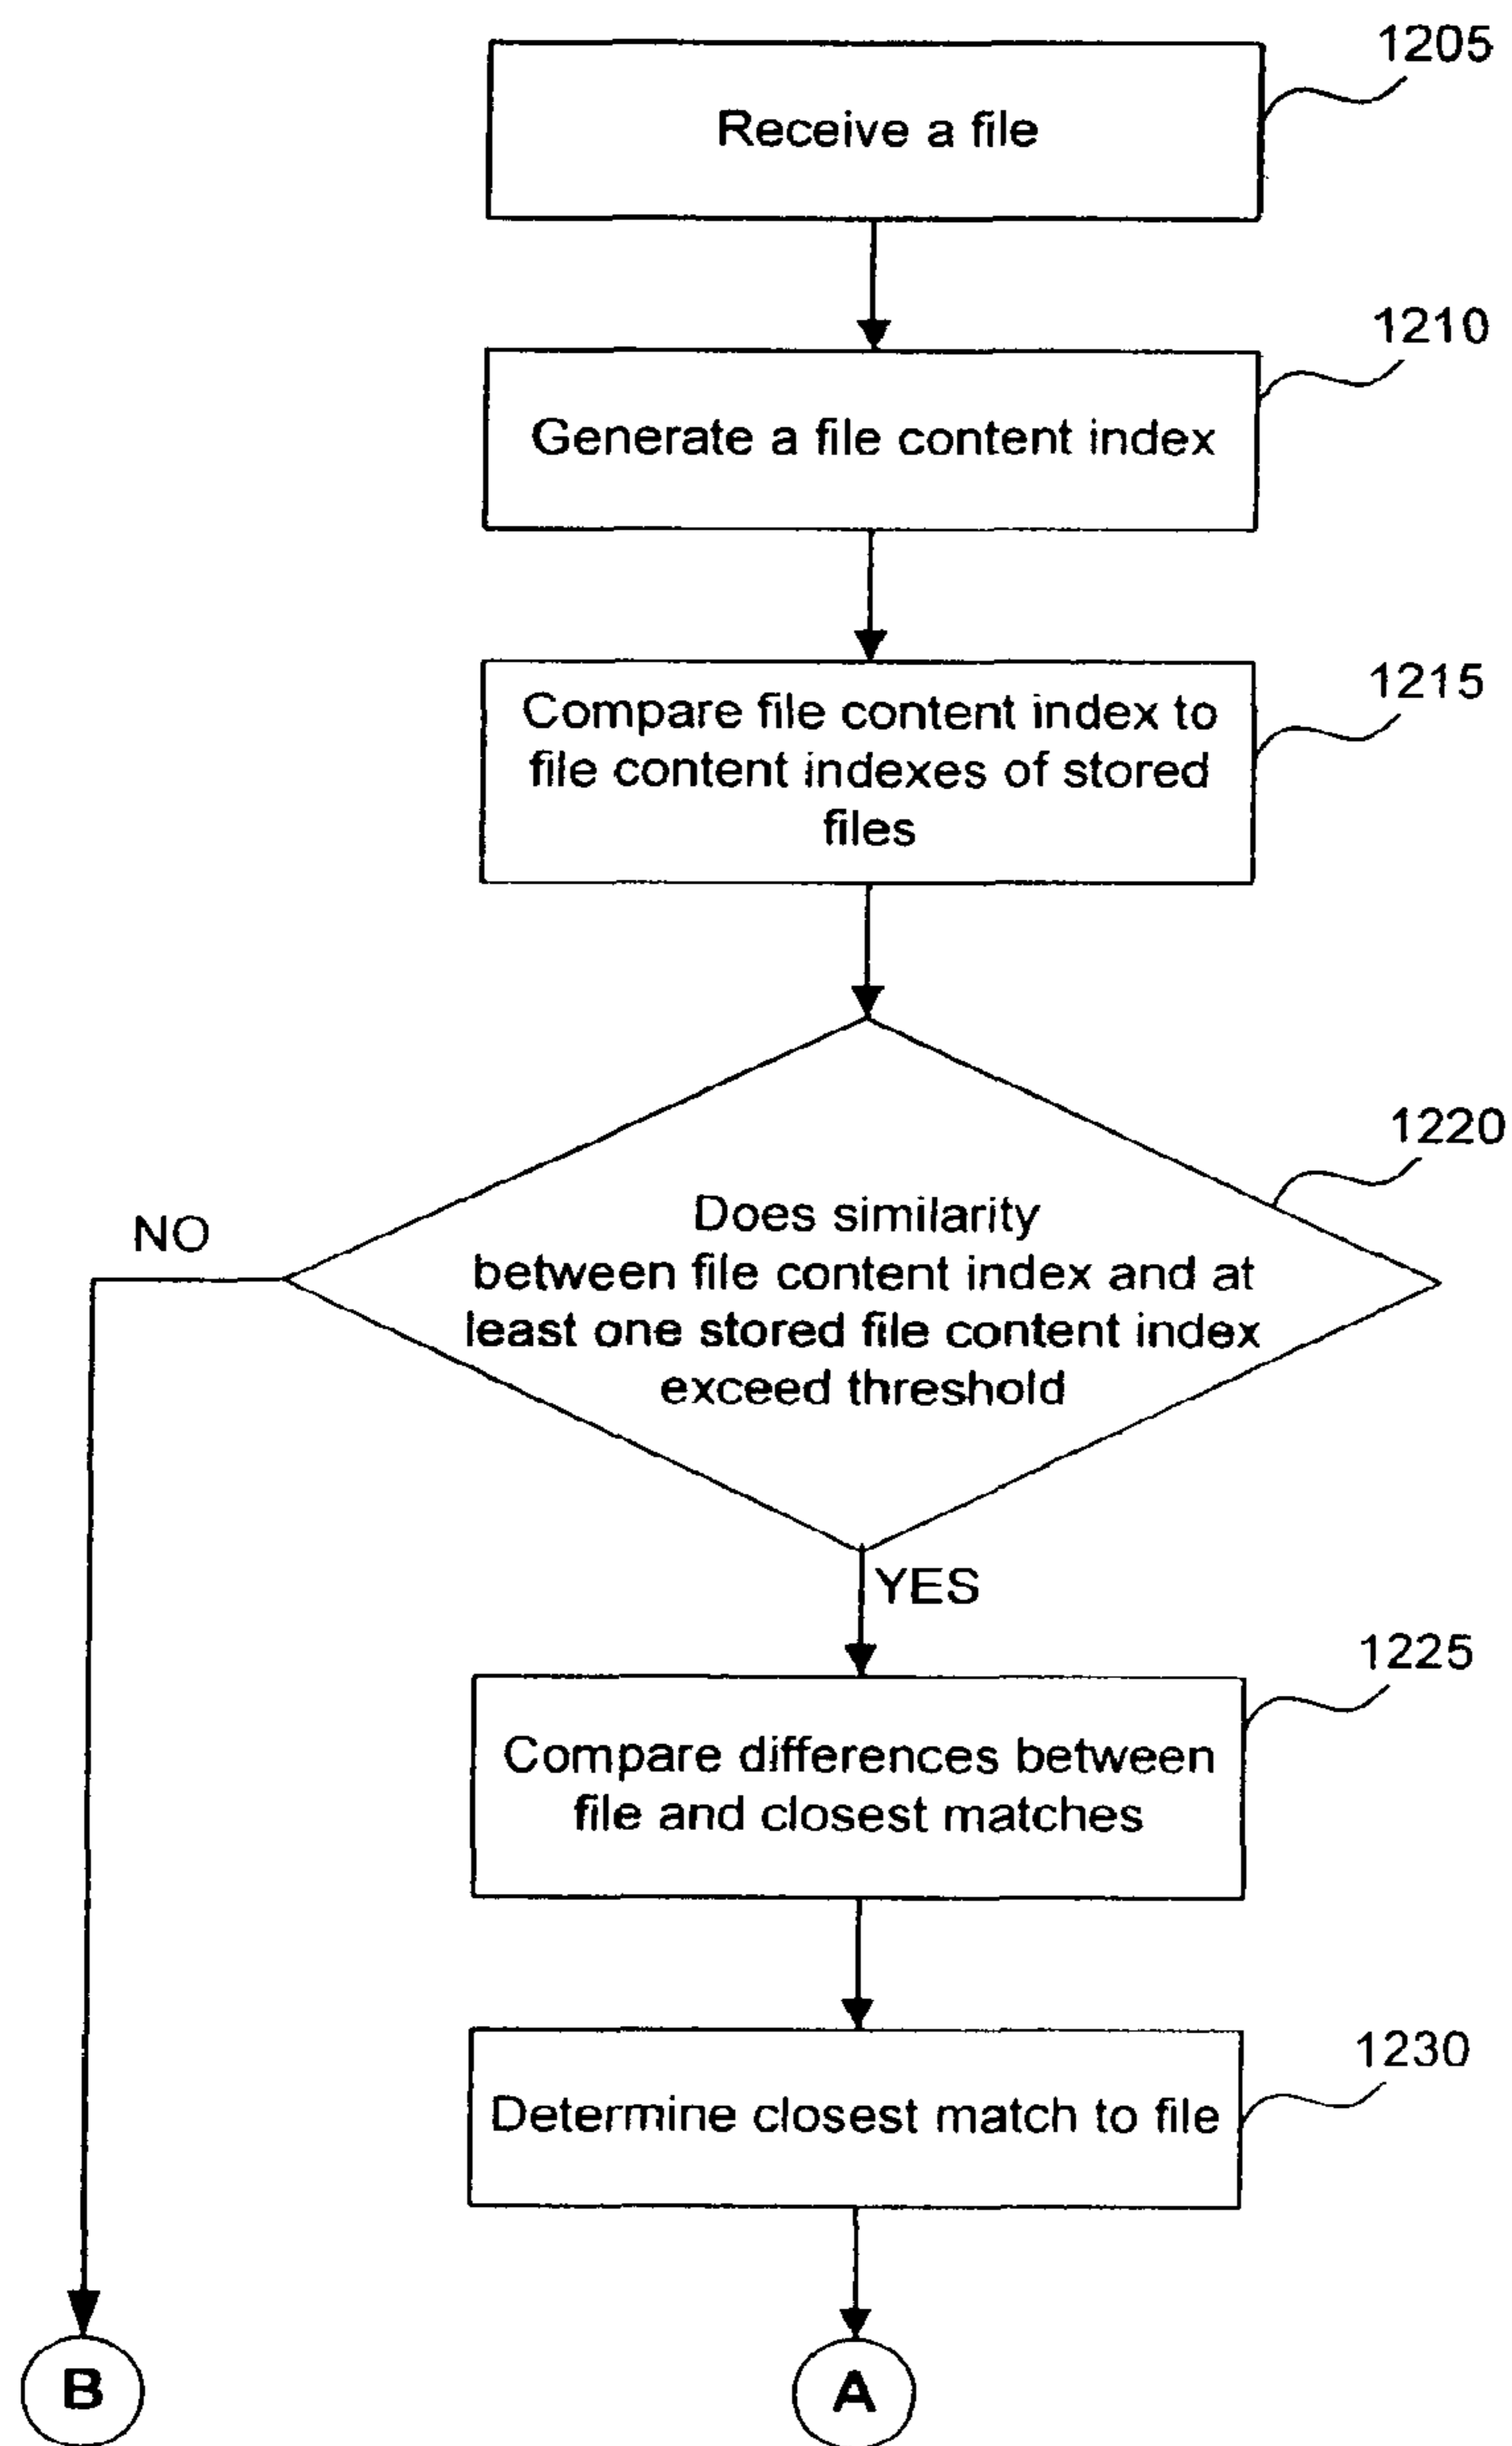 1205
Receive a file
1210
Generate a file content index
1215
Compare file content index to
file content indexes of stored
files
1220
Does similarity
between file content index and at
least one stored file content index
exceed threshold
NO
YES
1225
Compare differences between
file and closest matches
1230
Determine closest match to file
B
A